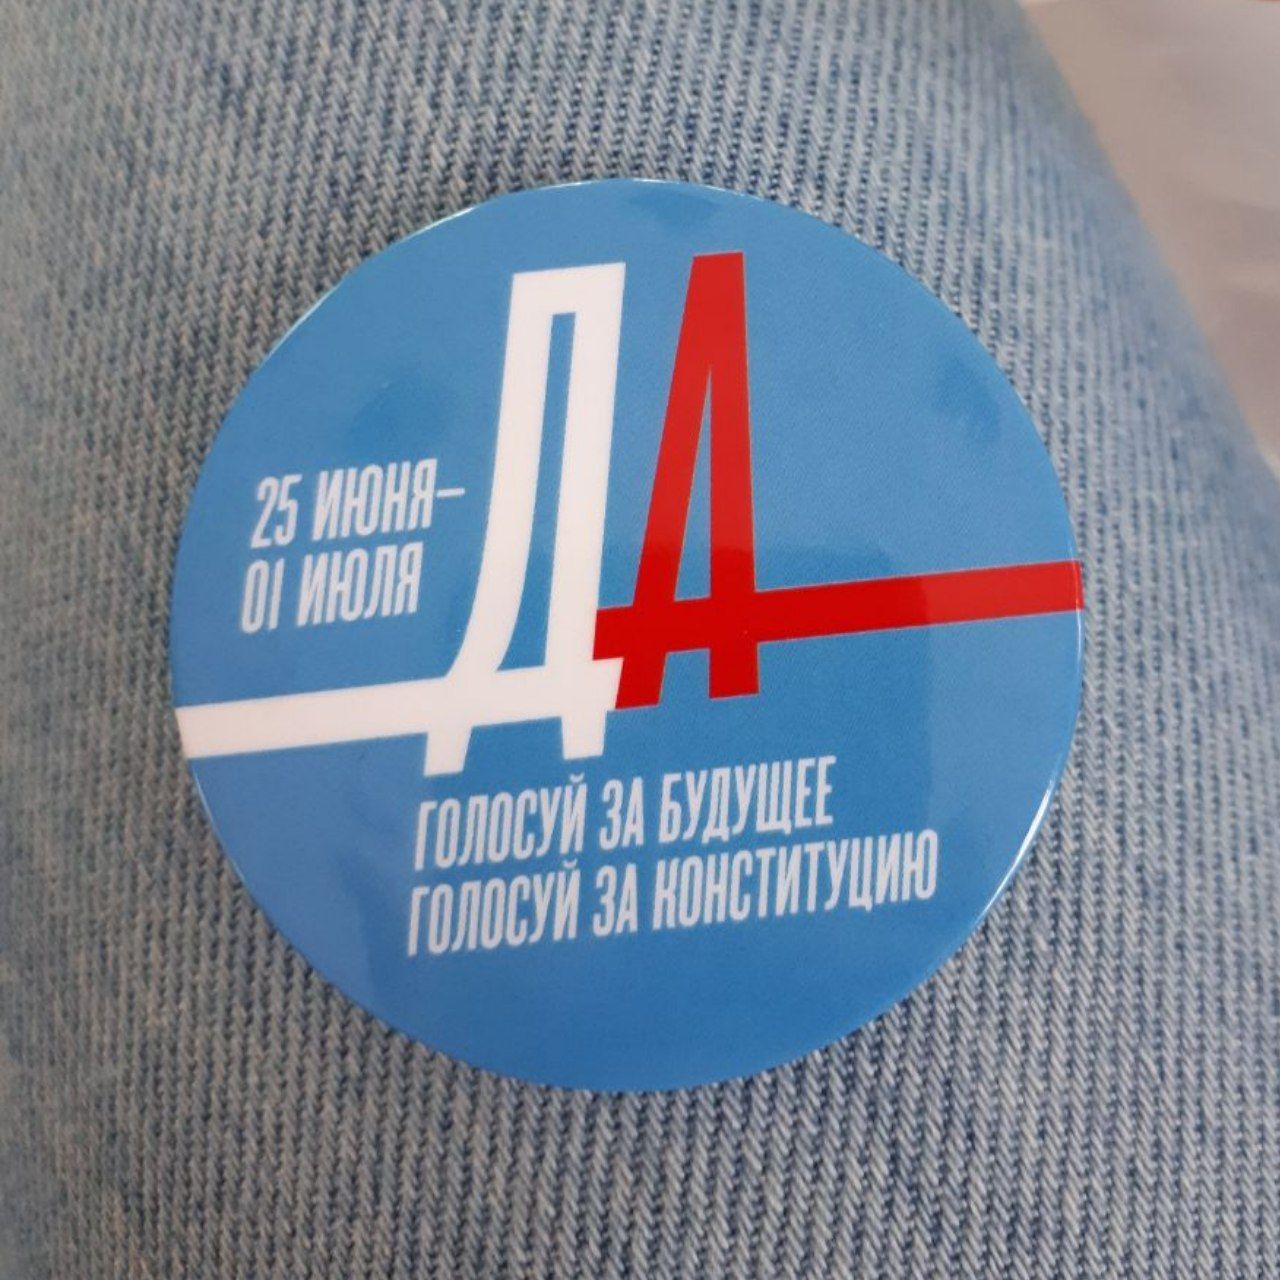 ДА
25 ИЮНЯ–
01 ИЮЛЯ
ГОЛОСУЙ ЗА БУДУЩЕЕ
ГОЛОСУЙ ЗА КОНСТИТУЦИЮ